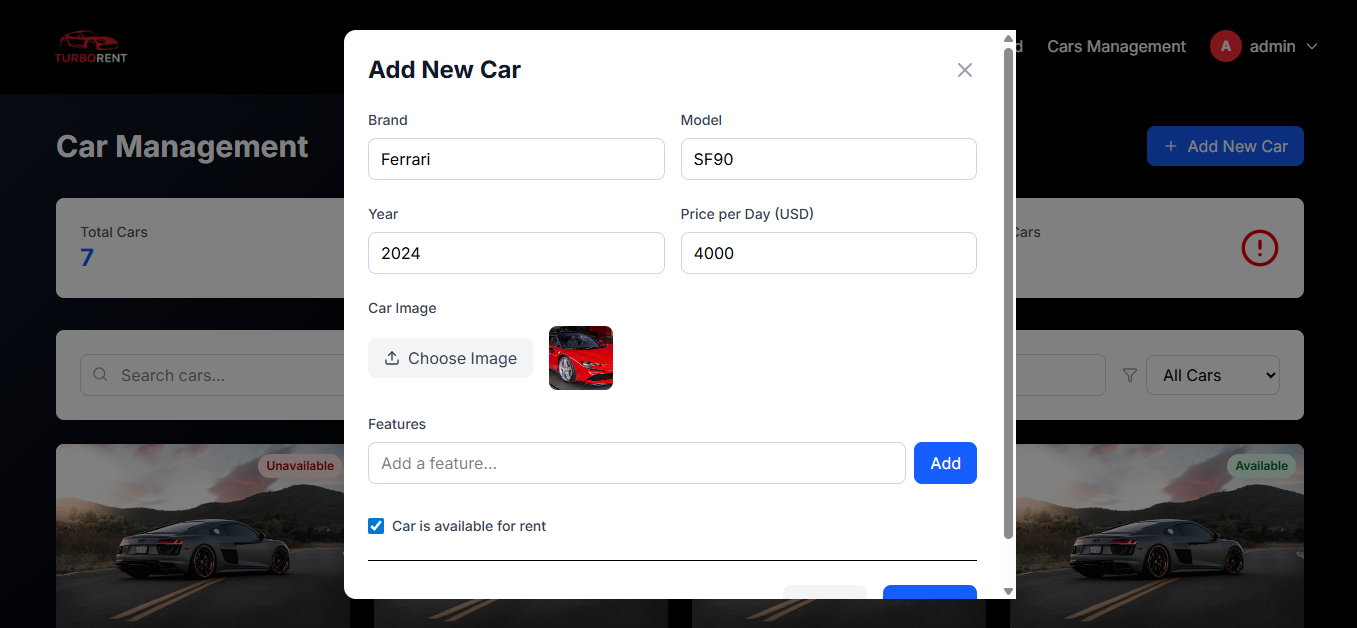 TURBORENT
d
Cars Management
A
admin
Car Management
+ Add New Car
Total Cars
7
Cars
Search cars...
All Cars
Unavailable
Available
Add New Car
Brand
Model
Ferrari
SF90
Year
Price per Day (USD)
2024
4000
Car Image
Choose Image
Features
Add a feature...
Add
Car is available for rent